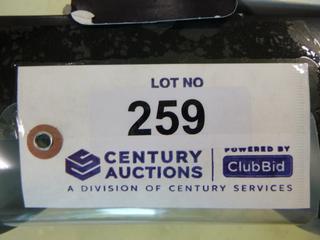 LOT NO
259
CENTURY
AUCTIONS
POWERED BY
ClubBid
A DIVISION OF CENTURY SERVICES